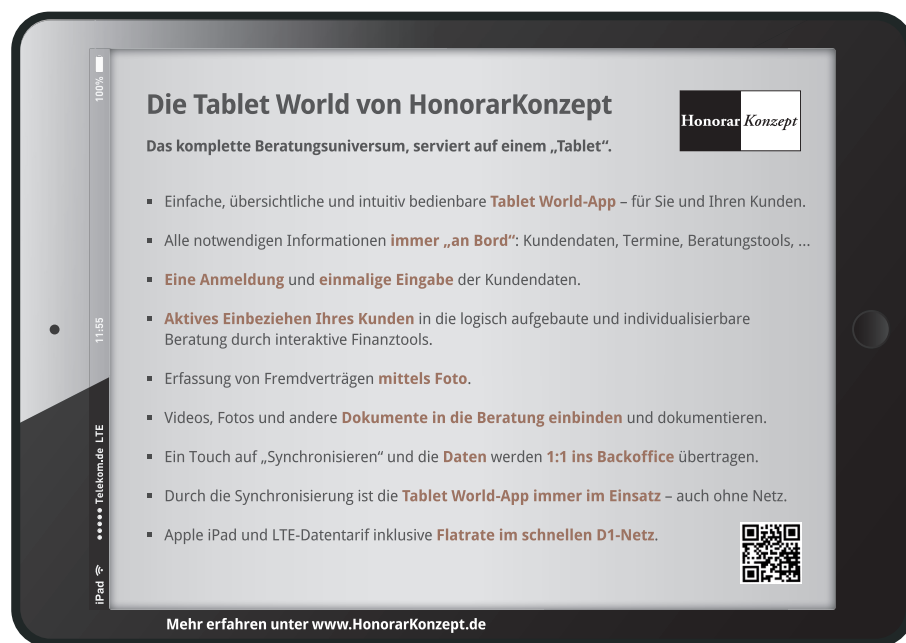 Die Tablet World von HonorarKonzept
Honorar Konzept
Das komplette Beratungsuniversum, serviert auf einem „Tablet“.
▪ Einfache, übersichtliche und intuitiv bedienbare Tablet World-App – für Sie und Ihren Kunden.
▪ Alle notwendigen Informationen immer „an Bord“: Kundendaten, Termine, Beratungstools, ...
▪ Eine Anmeldung und einmalige Eingabe der Kundendaten.
▪ Aktives Einbeziehen Ihres Kunden in die logisch aufgebaute und individualisierbare
Beratung durch interaktive Finanztools.
▪ Erfassung von Fremdverträgen mittels Foto.
▪ Videos, Fotos und andere Dokumente in die Beratung einbinden und dokumentieren.
▪ Ein Touch auf „Synchronisieren“ und die Daten werden 1:1 ins Backoffice übertragen.
▪ Durch die Synchronisierung ist die Tablet World-App immer im Einsatz – auch ohne Netz.
▪ Apple iPad und LTE-Datentarif inklusive Flatrate im schnellen D1-Netz.
iPad ●●●●● Telekom.de LTE 11:55 100%
Mehr erfahren unter www.HonorarKonzept.de